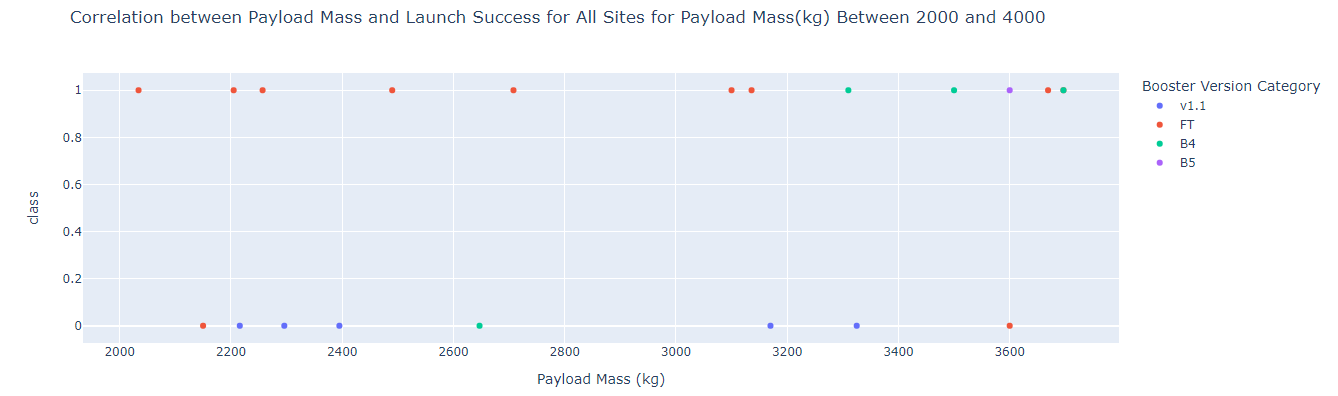 Correlation between Payload Mass and Launch Success for All Sites for Payload Mass(kg) Between 2000 and 4000
Booster Version Category
v1.1
FT
B4
B5
class
1
0.8
0.6
0.4
0.2
0
2000 2200 2400 2600 2800 3000 3200 3400 3600
Payload Mass (kg)